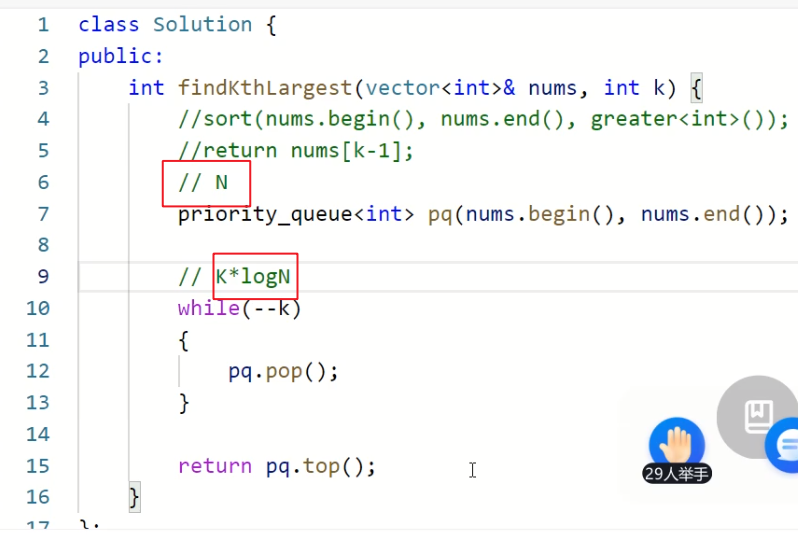 1 class Solution {
2 public:
3 int findKthLargest(vector<int>& nums, int k) {
4 //sort(nums.begin(), nums.end(), greater<int>());
5 //return nums[k-1];
6 // N
7 priority_queue<int> pq(nums.begin(), nums.end());
8
9 // K*logN
10 while(--k)
11 {
12 pq.pop();
13 }
14
15 return pq.top();
16 }
17 };
29人举手